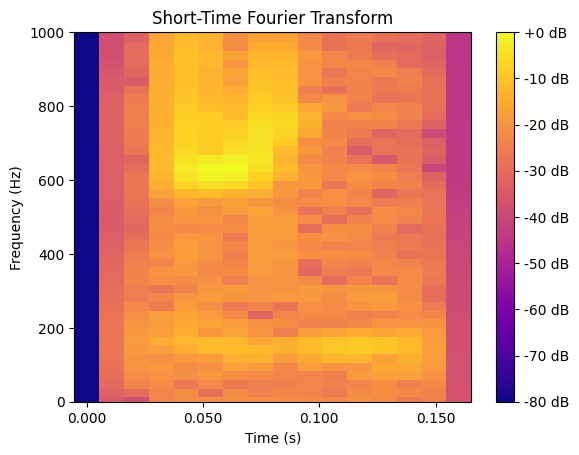 Short-Time Fourier Transform
1000
800
600
400
200
0
Frequency (Hz)
0.000
0.050
0.100
0.150
Time (s)
+0 dB
-10 dB
-20 dB
-30 dB
-40 dB
-50 dB
-60 dB
-70 dB
-80 dB